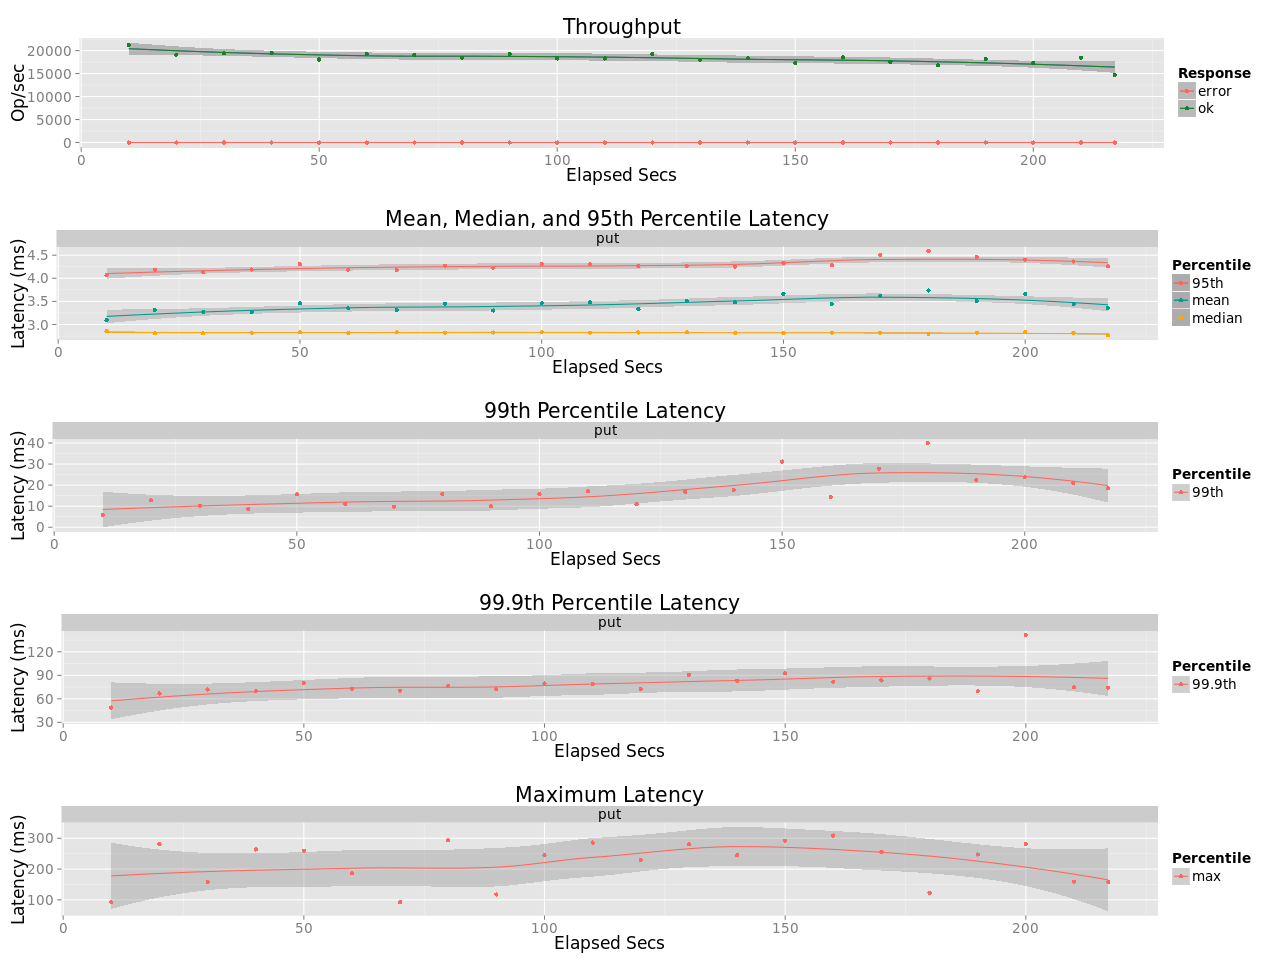 Throughput
Op/sec
20000
15000
10000
5000
0
0 50 100 150 200
Elapsed Secs
Response
error
ok
Mean, Median, and 95th Percentile Latency
put
Latency (ms)
4.5
4.0
3.5
3.0
0 50 100 150 200
Elapsed Secs
Percentile
95th
mean
median
99th Percentile Latency
put
Latency (ms)
40
30
20
10
0
0 50 100 150 200
Elapsed Secs
Percentile
99th
99.9th Percentile Latency
put
Latency (ms)
120
90
60
30
0 50 100 150 200
Elapsed Secs
Percentile
99.9th
Maximum Latency
put
Latency (ms)
300
200
100
0 50 100 150 200
Elapsed Secs
Percentile
max